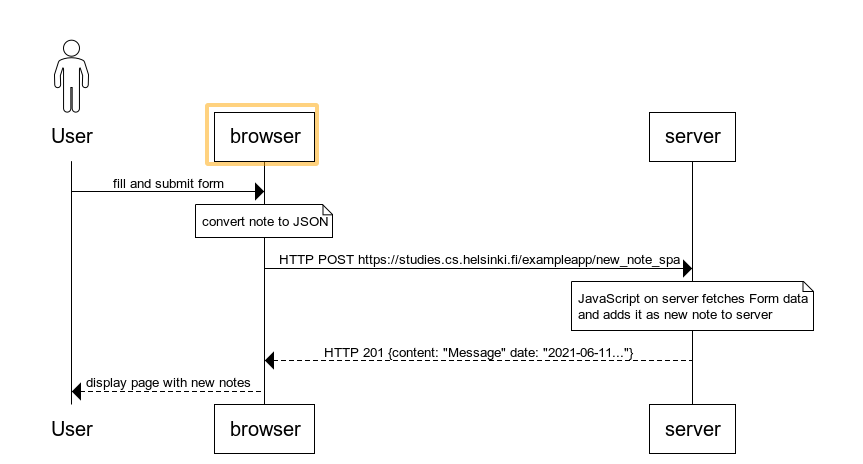 User
browser
server
fill and submit form
convert note to JSON
HTTP POST https://studies.cs.helsinki.fi/exampleapp/new_note_spa
JavaScript on server fetches Form data
and adds it as new note to server
HTTP 201 {content: "Message" date: "2021-06-11..."}
display page with new notes
User
browser
server